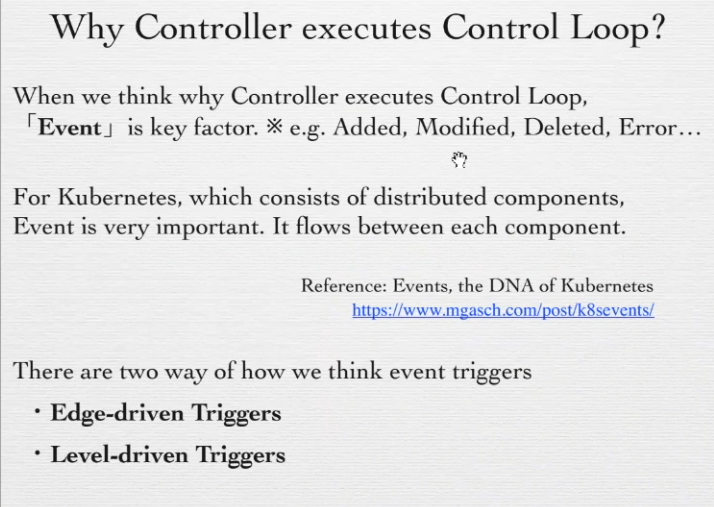 Why Controller executes Control Loop?
When we think why Controller executes Control Loop,
「Event」is key factor. ※ e.g. Added, Modified, Deleted, Error…
For Kubernetes, which consists of distributed components,
Event is very important. It flows between each component.
Reference: Events, the DNA of Kubernetes
https://www.mgasch.com/post/k8sevents/
There are two way of how we think event triggers
・Edge-driven Triggers
・Level-driven Triggers